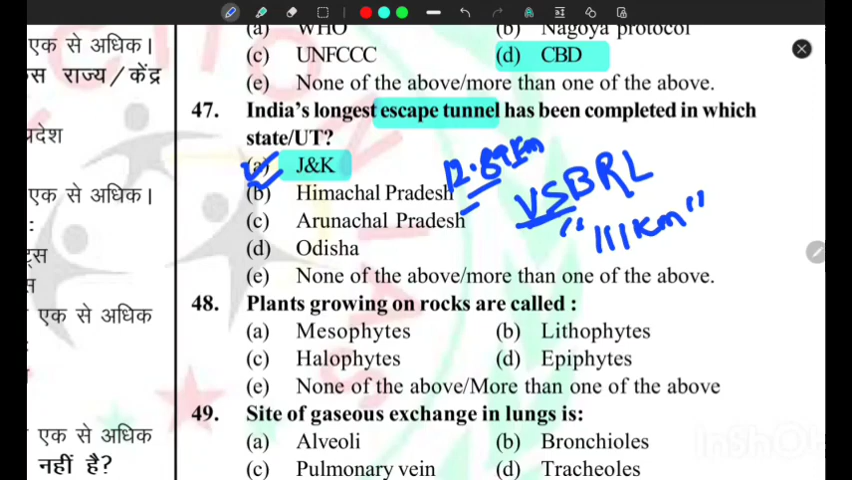 (a) WHO (b) Nagoya protocol
एक से अधिक।
(c) UNFCCC (d) CBD
स राज्य/केंद्र
(e) None of the above/more than one of the above.
47. India's longest escape tunnel has been completed in which
प्रदेश
state/UT?
(a) J&K
12.89km
एक से अधिक।
(b) Himachal Pradesh
VSBRL
:
(c) Arunachal Pradesh
"111km"
ट्स
(d) Odisha
स
(e) None of the above/more than one of the above.
48. Plants growing on rocks are called :
एक से अधिक
(a) Mesophytes (b) Lithophytes
(c) Halophytes (d) Epiphytes
(e) None of the above/More than one of the above
49. Site of gaseous exchange in lungs is:
एक से अधिक
(a) Alveoli (b) Bronchioles
नहीं है?
(c) Pulmonary vein (d) Tracheoles
InShOt